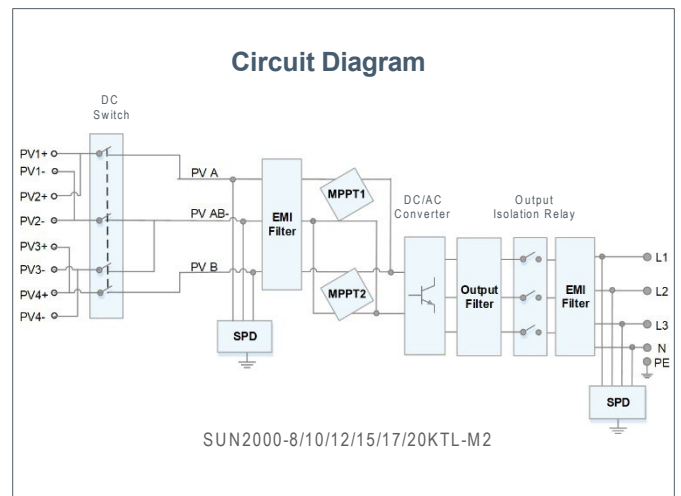 Circuit Diagram
DC
Switch
PV1+
PV1-
PV2+
PV2-
PV3+
PV3-
PV4+
PV4-
PV A
PV AB-
PV B
EMI
Filter
SPD
MPPT1
MPPT2
DC/AC
Converter
Output
Filter
Output
Isolation Relay
EMI
Filter
L1
L2
L3
N
PE
SPD
SUN2000-8/10/12/15/17/20KTL-M2